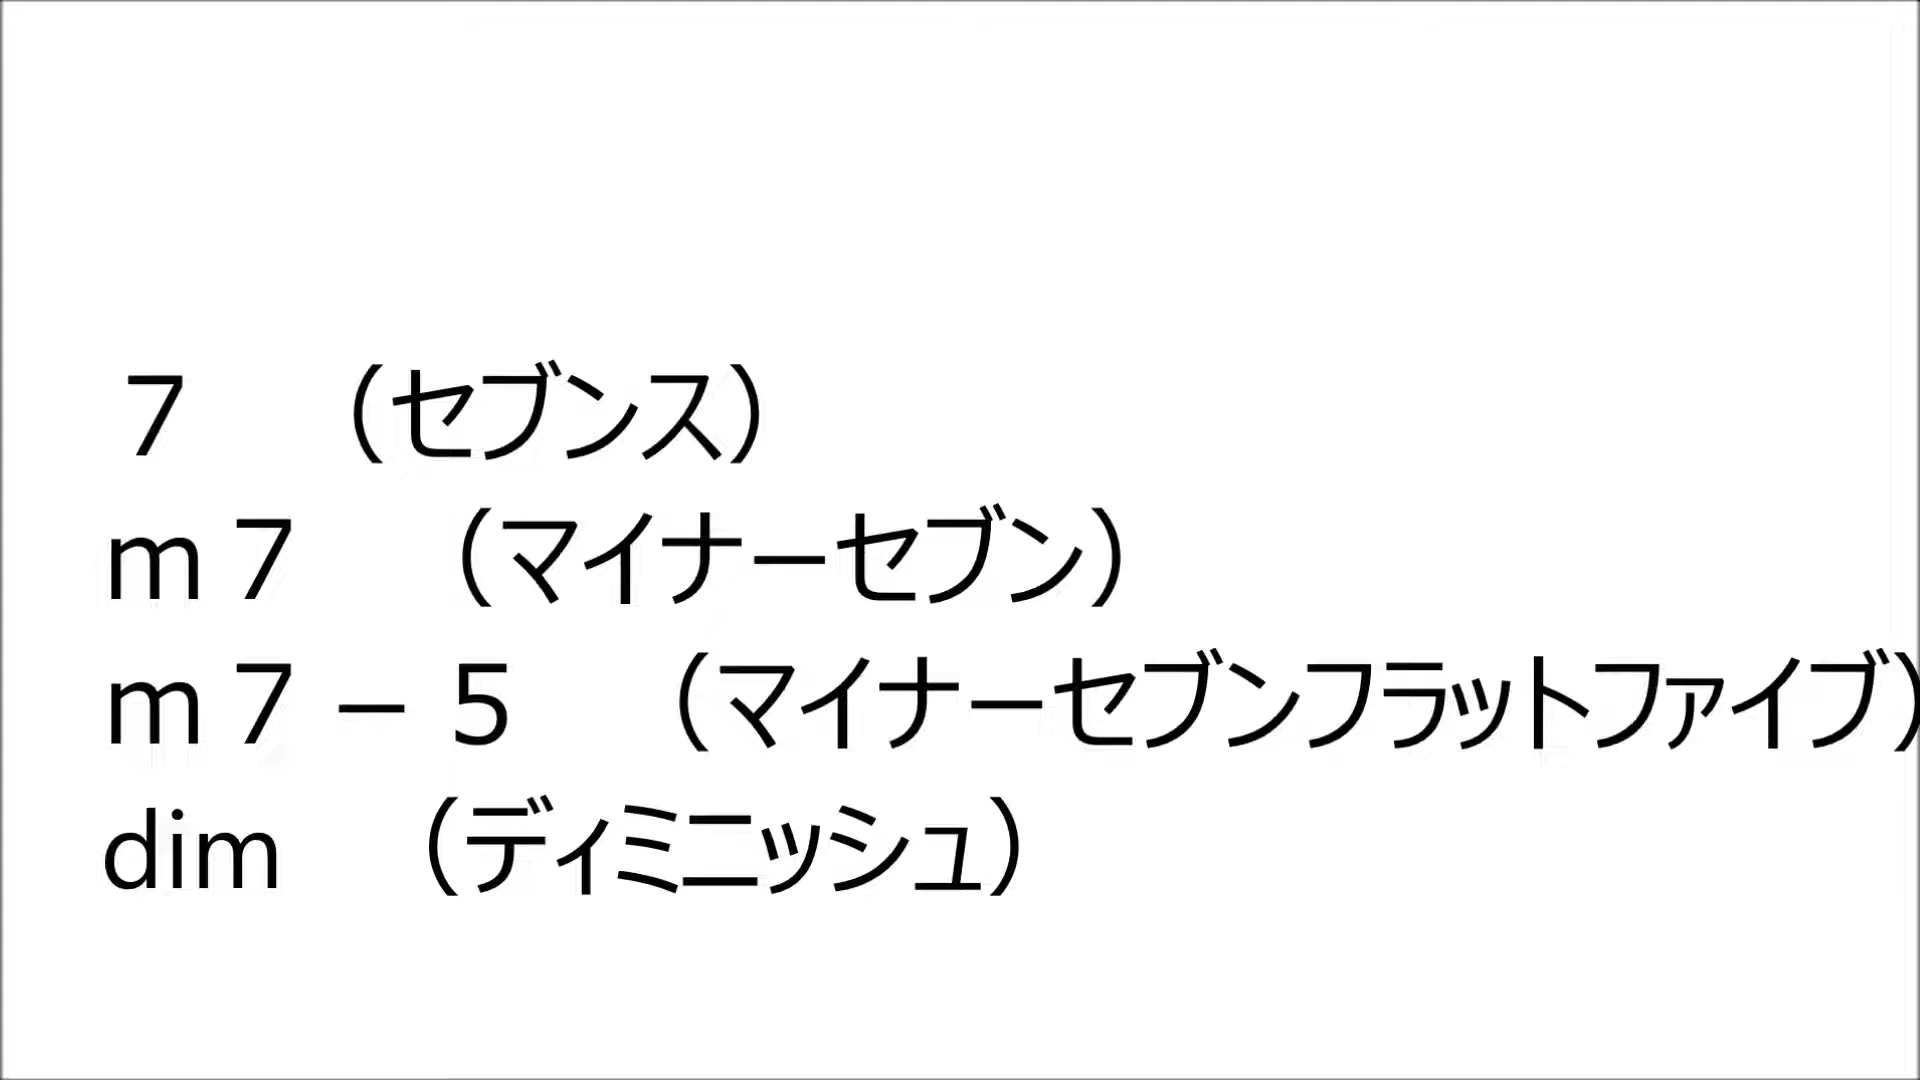 ７　（セブンス）
m７　（マイナーセブン）
m７－５　（マイナーセブンフラットファイブ）
dim　（ディミニッシュ）